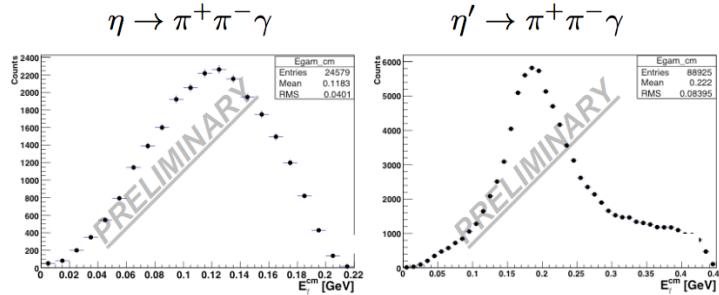 η → π⁺π⁻γ
η′ → π⁺π⁻γ
Counts
2400
2200
2000
1800
1600
1400
1200
1000
800
600
400
200
0
0 0.02 0.04 0.06 0.08 0.1 0.12 0.14 0.16 0.18 0.2 0.22
E_γ^cm [GeV]
Egam_cm
Entries 24579
Mean 0.1183
RMS 0.0401
PRELIMINARY
Counts
6000
5000
4000
3000
2000
1000
0
0 0.05 0.1 0.15 0.2 0.25 0.3 0.35 0.4
E_γ^cm [GeV]
Egam_cm
Entries 88925
Mean 0.222
RMS 0.08395
PRELIMINARY